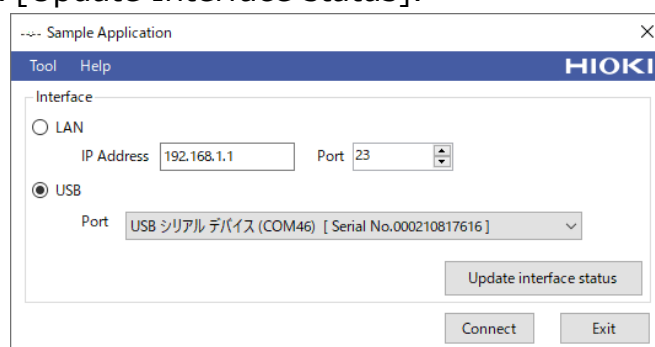 [Update Interface Status].
Sample Application
Tool Help HIOKI
Interface
LAN
IP Address 192.168.1.1 Port 23
USB
Port USB シリアル デバイス (COM46) [ Serial No.000210817616 ]
Update interface status
Connect Exit